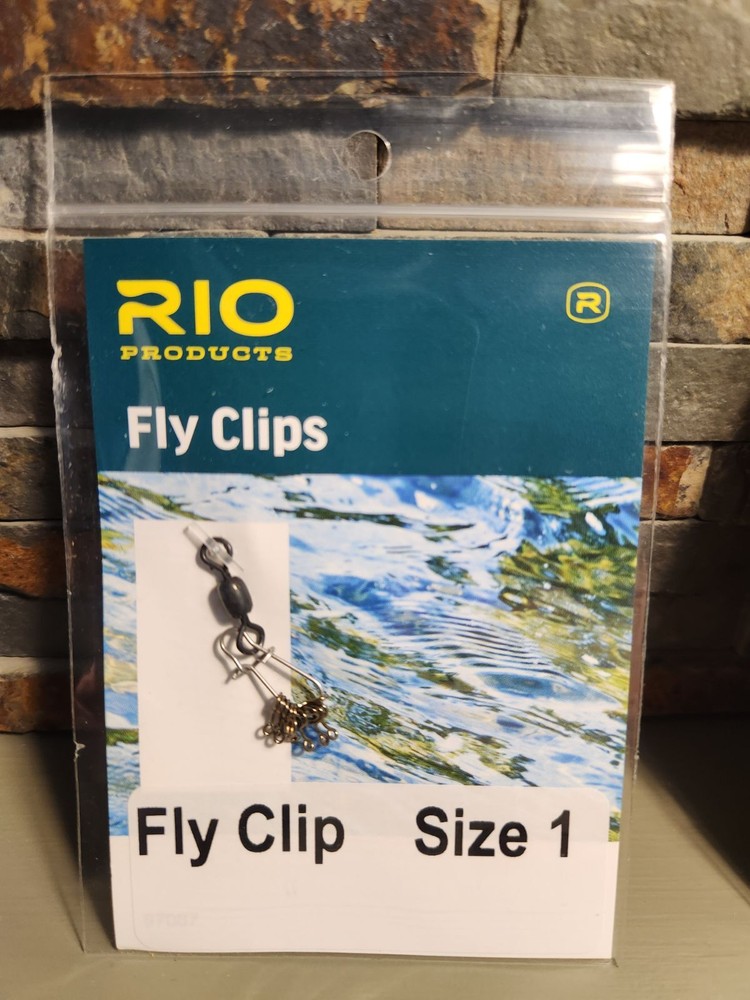 RIO
PRODUCTS
R
Fly Clips
Fly Clip Size 1